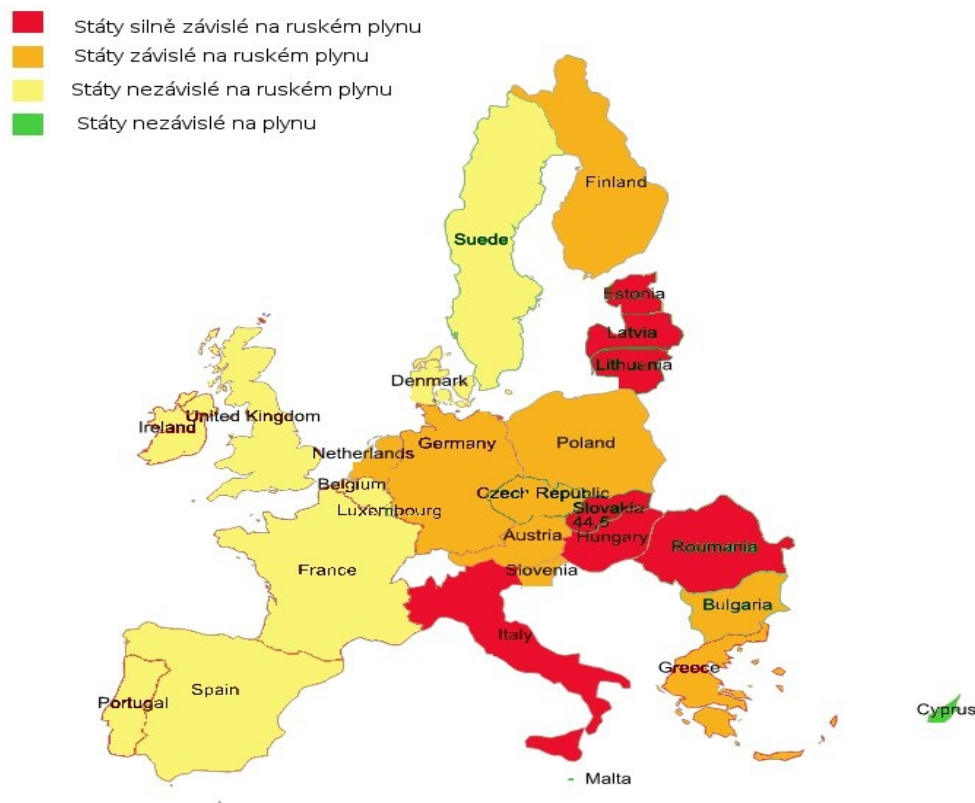 Státy silně závislé na ruském plynu
Státy závislé na ruském plynu
Státy nezávislé na ruském plynu
Státy nezávislé na plynu
Finland
Suede
Estonia
Latvia
Lithuania
Denmark
United Kingdom
Ireland
Germany
Poland
Netherlands
Belgium
Czech Republic
Luxembourg
Slovakia
44,5
Austria
Hungary
Roumania
France
Slovenia
Bulgaria
Italy
Greece
Spain
Portugal
Cyprus
Malta